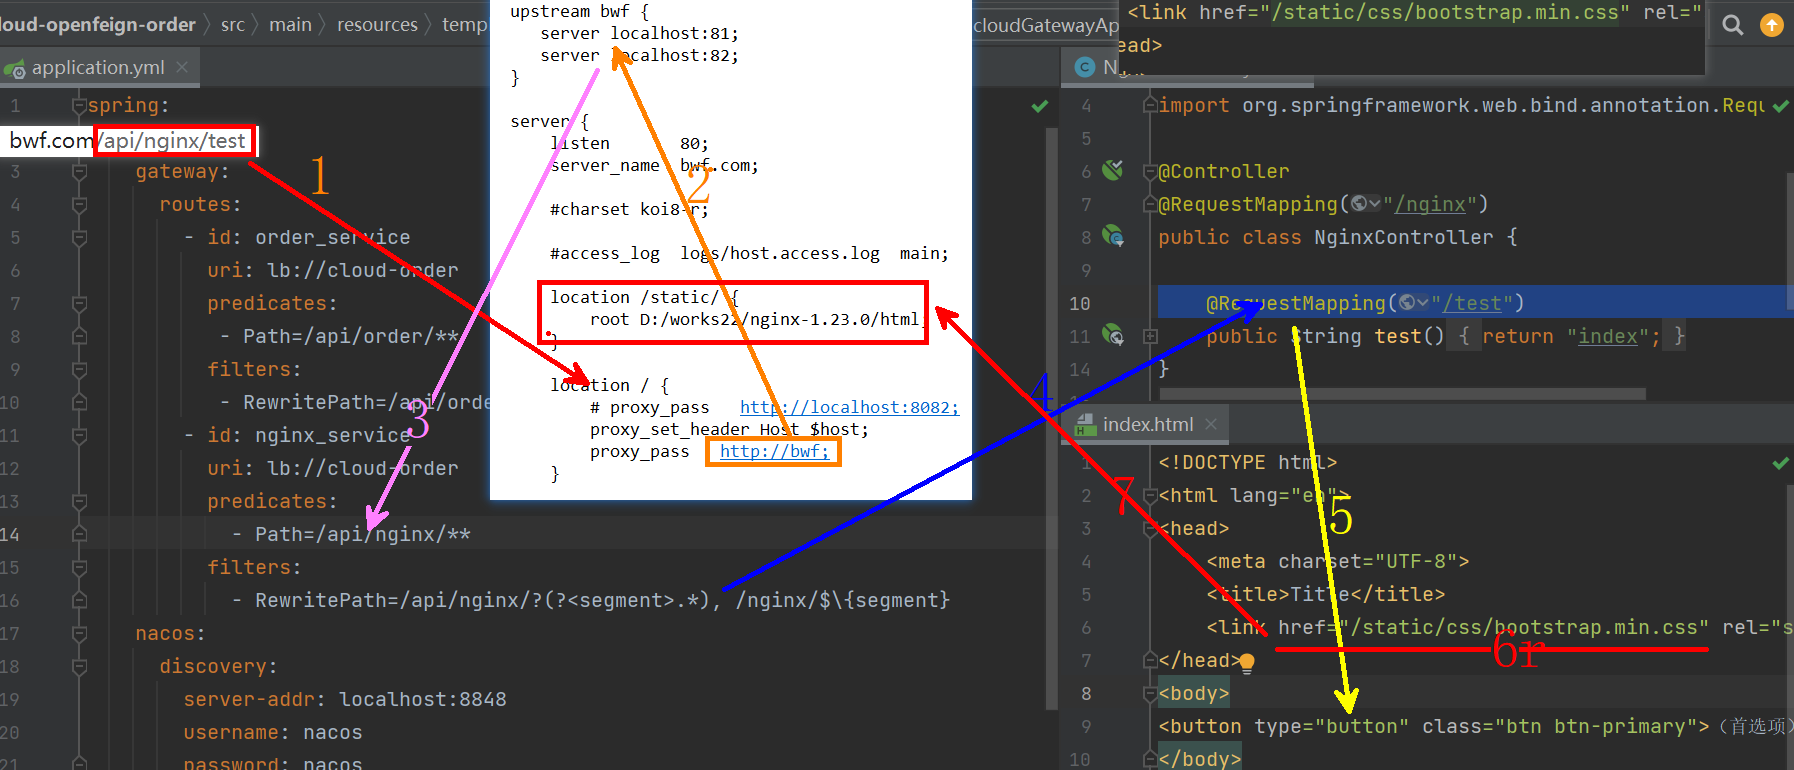 loud-openfeign-order
src
main
resources
temp
application.yml
1
spring:
bwf.com/api/nginx/test
3
gateway:
4
routes:
5
- id: order_service
6
uri: lb://cloud-order
7
predicates:
8
- Path=/api/order/**
9
filters:
10
- RewritePath=/api/orde
11
- id: nginx_service
12
uri: lb://cloud-order
13
predicates:
14
- Path=/api/nginx/**
15
filters:
16
- RewritePath=/api/nginx/?(?<segment>.*), /nginx/$\{segment}
17
nacos:
18
discovery:
19
server-addr: localhost:8848
20
username: nacos
21
password: nacos
upstream bwf {
server localhost:81;
server localhost:82;
}
server {
listen 80;
server_name bwf.com;
#charset koi8-r;
#access_log logs/host.access.log main;
location /static/ {
root D:/works22/nginx-1.23.0/html;
}
location / {
# proxy_pass http://localhost:8082;
proxy_set_header Host $host;
proxy_pass http://bwf;
}
1
2
3
4
5
6r
7
cloudGatewayAp
<link href="/static/css/bootstrap.min.css" rel="
ead>
4
import org.springframework.web.bind.annotation.Requ
5
6
@Controller
7
@RequestMapping("/nginx")
8
public class NginxController {
9
10
@RequestMapping("/test")
11
public String test() { return "index"; }
14
}
index.html
1
<!DOCTYPE html>
2
<html lang="en">
3
<head>
4
<meta charset="UTF-8">
5
<title>Title</title>
6
<link href="/static/css/bootstrap.min.css" rel="s
7
</head>
8
<body>
9
<button type="button" class="btn btn-primary">（首选项）
10
</body>